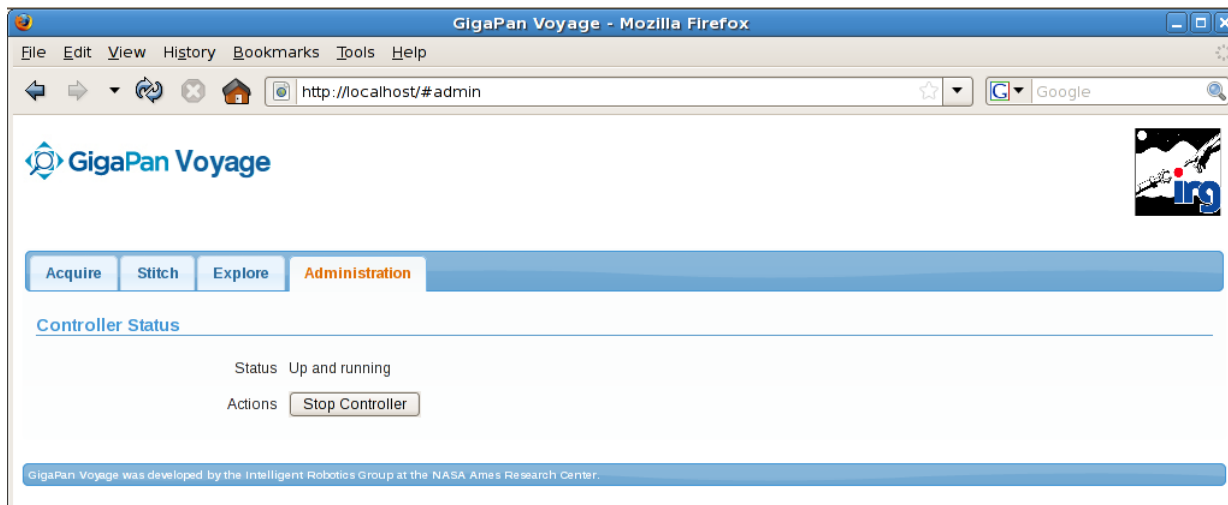 GigaPan Voyage - Mozilla Firefox
File Edit View History Bookmarks Tools Help
http://localhost/#admin
G Google
GigaPan Voyage
irg
Acquire Stitch Explore Administration
Controller Status
Status Up and running
Actions Stop Controller
GigaPan Voyage was developed by the Intelligent Robotics Group at the NASA Ames Research Center.